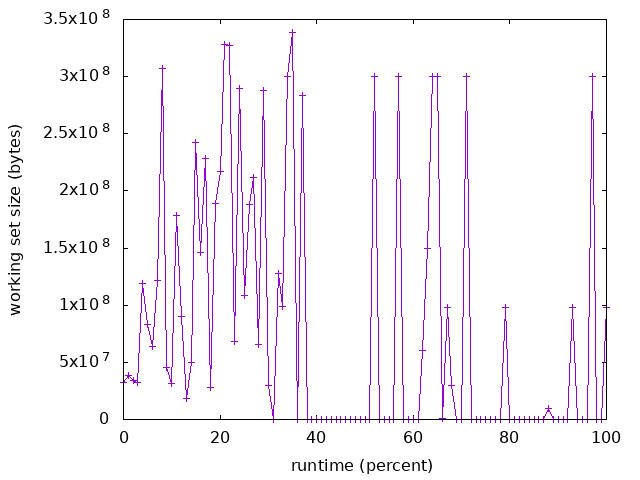 3.5x10^8
3x10^8
2.5x10^8
2x10^8
1.5x10^8
1x10^8
5x10^7
0
working set size (bytes)
0 20 40 60 80 100
runtime (percent)